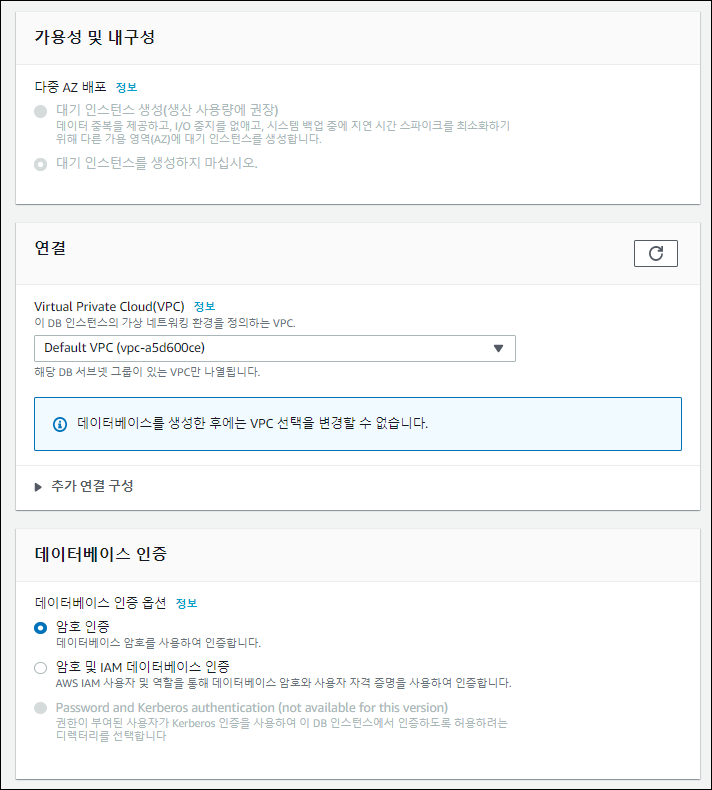 가용성 및 내구성
다중 AZ 배포 정보
대기 인스턴스 생성(생산 사용량에 권장)
데이터 중복을 제공하고, I/O 중지를 없애고, 시스템 백업 중에 지연 시간 스파이크를 최소화하기
위해 다른 가용 영역(AZ)에 대기 인스턴스를 생성합니다.
대기 인스턴스를 생성하지 마십시오.
연결
Virtual Private Cloud(VPC) 정보
이 DB 인스턴스의 가상 네트워킹 환경을 정의하는 VPC.
Default VPC (vpc-a5d600ce)
해당 DB 서브넷 그룹이 있는 VPC만 나열됩니다.
데이터베이스를 생성한 후에는 VPC 선택을 변경할 수 없습니다.
추가 연결 구성
데이터베이스 인증
데이터베이스 인증 옵션 정보
암호 인증
데이터베이스 암호를 사용하여 인증합니다.
암호 및 IAM 데이터베이스 인증
AWS IAM 사용자 및 역할을 통해 데이터베이스 암호와 사용자 자격 증명을 사용하여 인증합니다.
Password and Kerberos authentication (not available for this version)
권한이 부여된 사용자가 Kerberos 인증을 사용하여 이 DB 인스턴스에서 인증하도록 허용하려는
디렉터리를 선택합니다